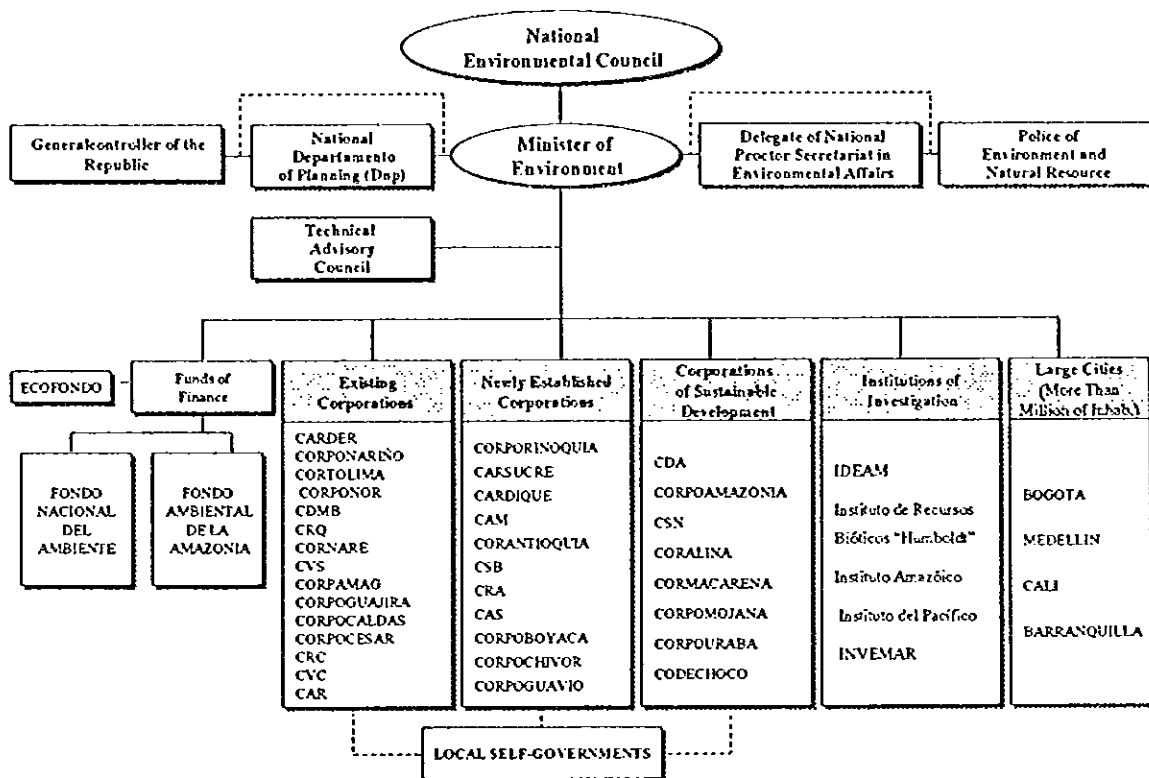 National
Environmental Council
Generalcontroller of the
Republic
National
Departamento
of Planning (Dnp)
Minister of
Environment
Delegate of National
Proctor Secretariat in
Environmental Affairs
Police of
Environment and
Natural Resource
Technical
Advisory
Council
ECOFONDO
Funds of
Finance
FONDO
NACIONAL
DEL
AMBIENTE
FONDO
AMBIENTAL
DE LA
AMAZONIA
Existing
Corporations
CARDER
CORPONARIÑO
CORTOLIMA
CORPONOR
CDMB
CRQ
CORNARE
CVS
CORPAMAG
CORPOGUAJIRA
CORPOCALDAS
CORPOCESAR
CRC
CVC
CAR
Newly Established
Corporations
CORPORINOQUIA
CARSUCRE
CARDIQUE
CAM
CORANTIOQUIA
CSB
CRA
CAS
CORPOBOYACA
CORPOCHIVOR
CORPOGUAVIO
Corporations
of Sustainable
Development
CDA
CORPOAMAZONIA
CSN
CORALINA
CORMACARENA
CORPOMOJANA
CORPOURABA
CODECHOCO
Institutions of
Investigation
IDEAM
Instituto de Recursos
Bióticos "Humboldt"
Instituto Amazóico
Instituto del Pacífico
INVEMAR
Large Cities
(More Than
Million of Inhab.)
BOGOTA
MEDELLIN
CALI
BARRANQUILLA
LOCAL SELF-GOVERNMENTS